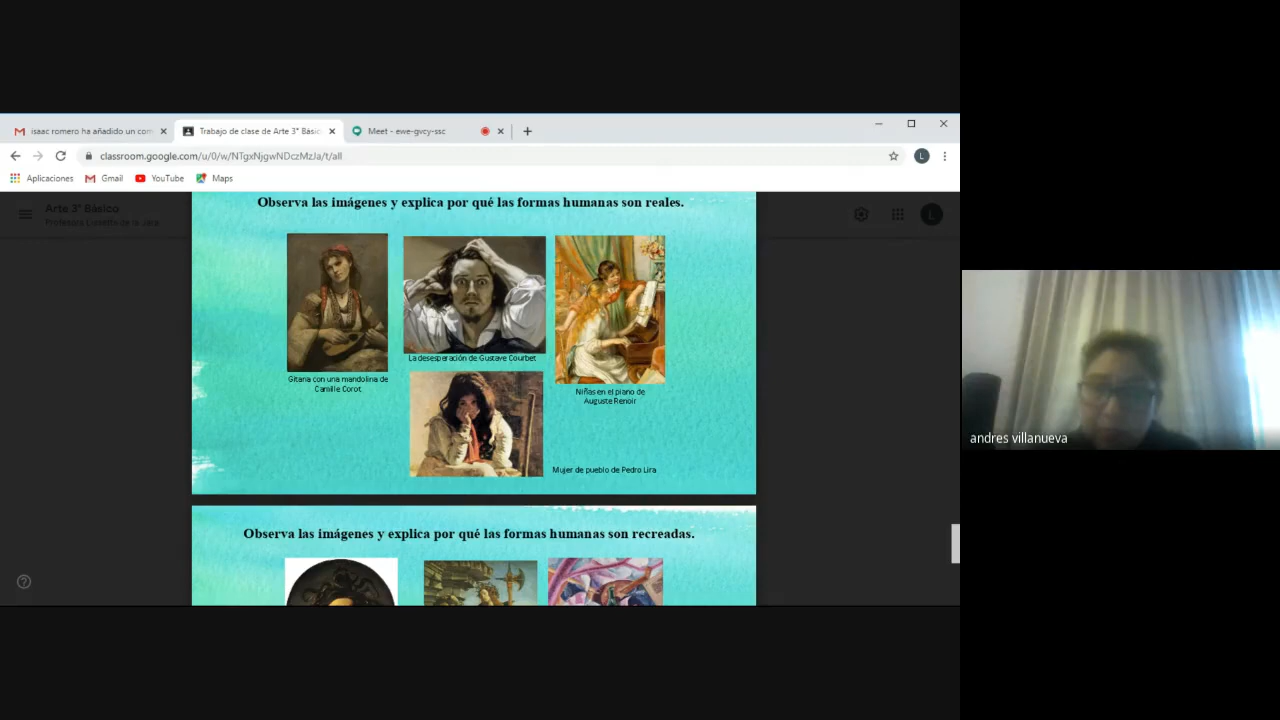 isaac romero ha añadido un com
Trabajo de clase de Arte 3° Básic
Meet - ewe-gvcy-ssc
classroom.google.com/u/0/w/NTgxNjgwNDczMzJa/t/all
L
Aplicaciones
Gmail
YouTube
Maps
Arte 3° Básico
L
Observa las imágenes y explica por qué las formas humanas son reales.
Gitana con una mandolina de
Camille Corot
La desesperación de Gustave Courbet
Niñas en el piano de
Auguste Renoir
Mujer de pueblo de Pedro Lira
Observa las imágenes y explica por qué las formas humanas son recreadas.
andres villanueva